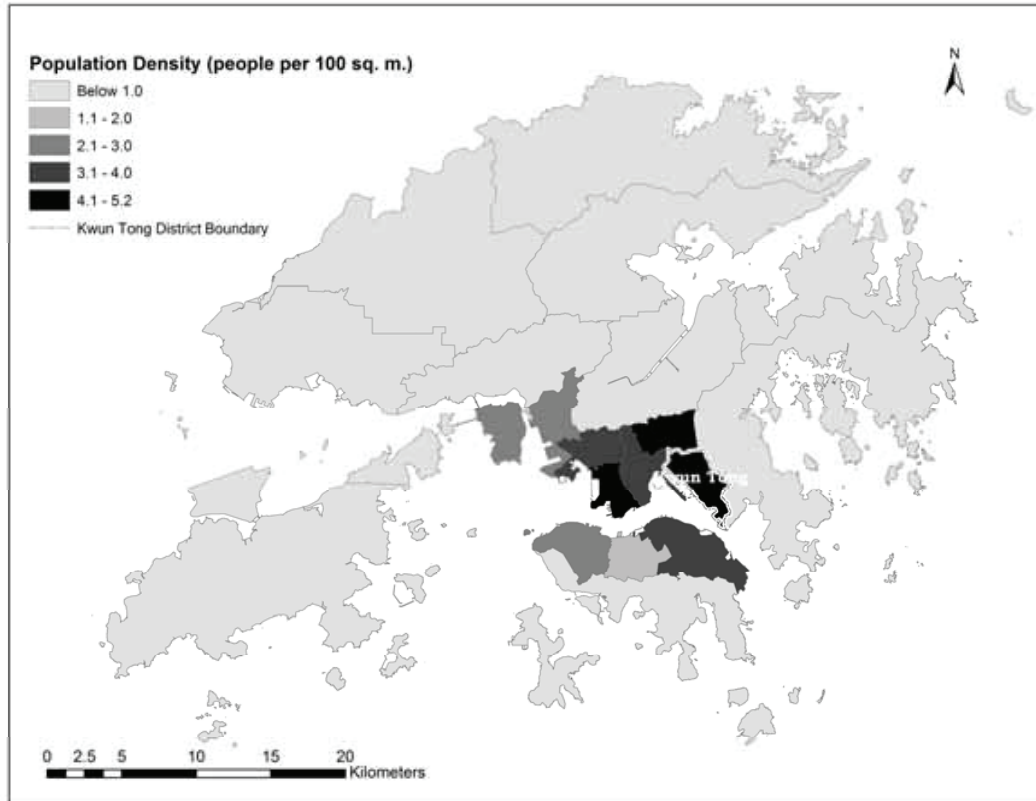 Population Density (people per 100 sq. m.)
Below 1.0
1.1 - 2.0
2.1 - 3.0
3.1 - 4.0
4.1 - 5.2
Kwun Tong District Boundary
N
Kwun Tong
0 2.5 5 10 15 20
Kilometers